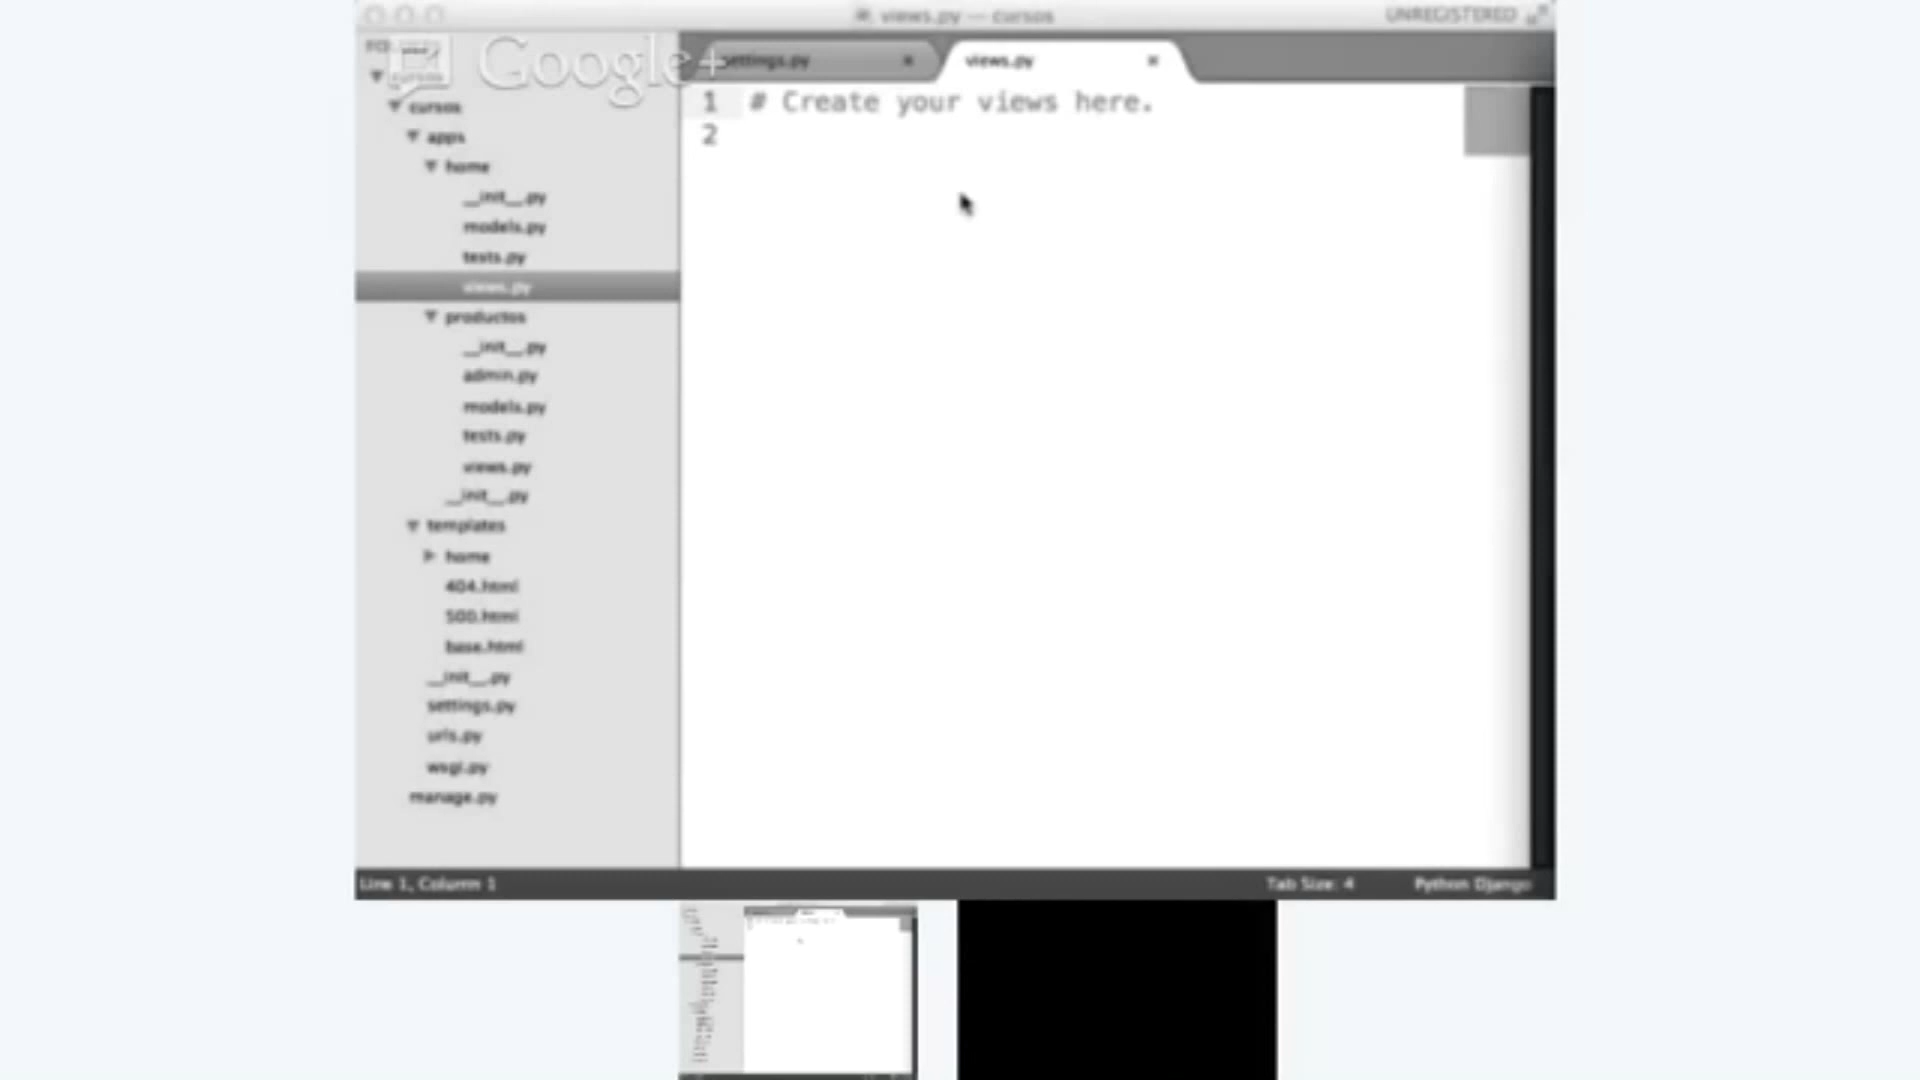 views.py — cursos
UNREGISTERED
Google+
settings.py
views.py
cursos
cursos
apps
home
__init__.py
models.py
tests.py
views.py
productos
__init__.py
admin.py
models.py
tests.py
views.py
__init__.py
templates
home
404.html
500.html
base.html
__init__.py
settings.py
urls.py
wsgi.py
manage.py
1 # Create your views here.
2
Line 1, Column 1
Tab Size: 4
Python Django